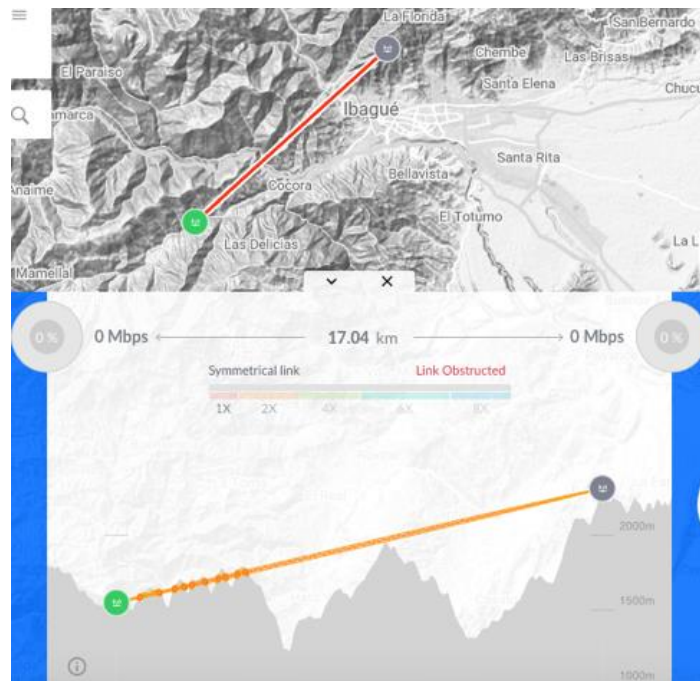 La Florida
San Bernardo
El Paraiso
Chembe
Las Brisas
Santa Elena
Chucu
amarca
Ibagué
Santa Rita
Anaime
Cocora
Bellavista
El Totumo
Las Delicias
La L
Mamellal
0 %
0 Mbps
17.04 km
0 Mbps
0 %
Symmetrical link
Link Obstructed
1X 2X 4X 6X 8X
2000m
1500m
1000m